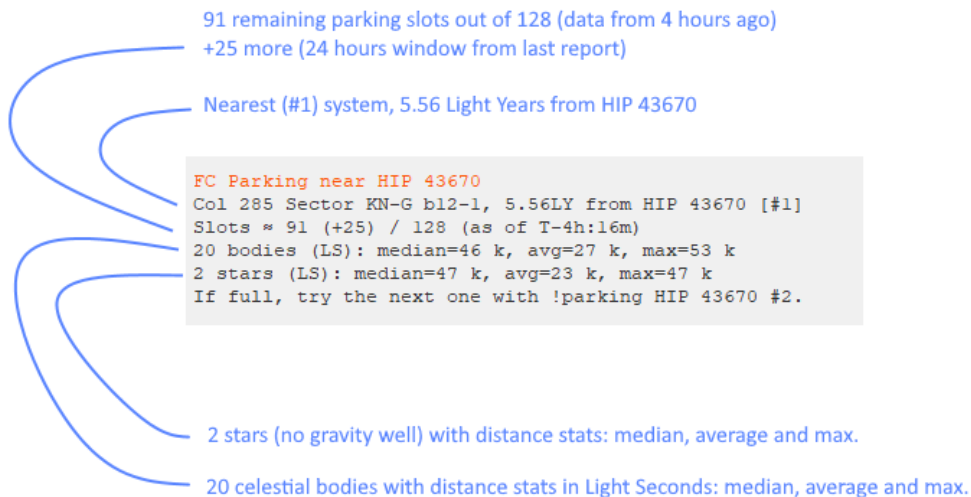 91 remaining parking slots out of 128 (data from 4 hours ago)
+25 more (24 hours window from last report)
Nearest (#1) system, 5.56 Light Years from HIP 43670
FC Parking near HIP 43670
Col 285 Sector KN-G b12-1, 5.56LY from HIP 43670 [#1]
Slots ≈ 91 (+25) / 128 (as of T-4h:16m)
20 bodies (LS): median=46 k, avg=27 k, max=53 k
2 stars (LS): median=47 k, avg=23 k, max=47 k
If full, try the next one with !parking HIP 43670 #2.
2 stars (no gravity well) with distance stats: median, average and max.
20 celestial bodies with distance stats in Light Seconds: median, average and max.